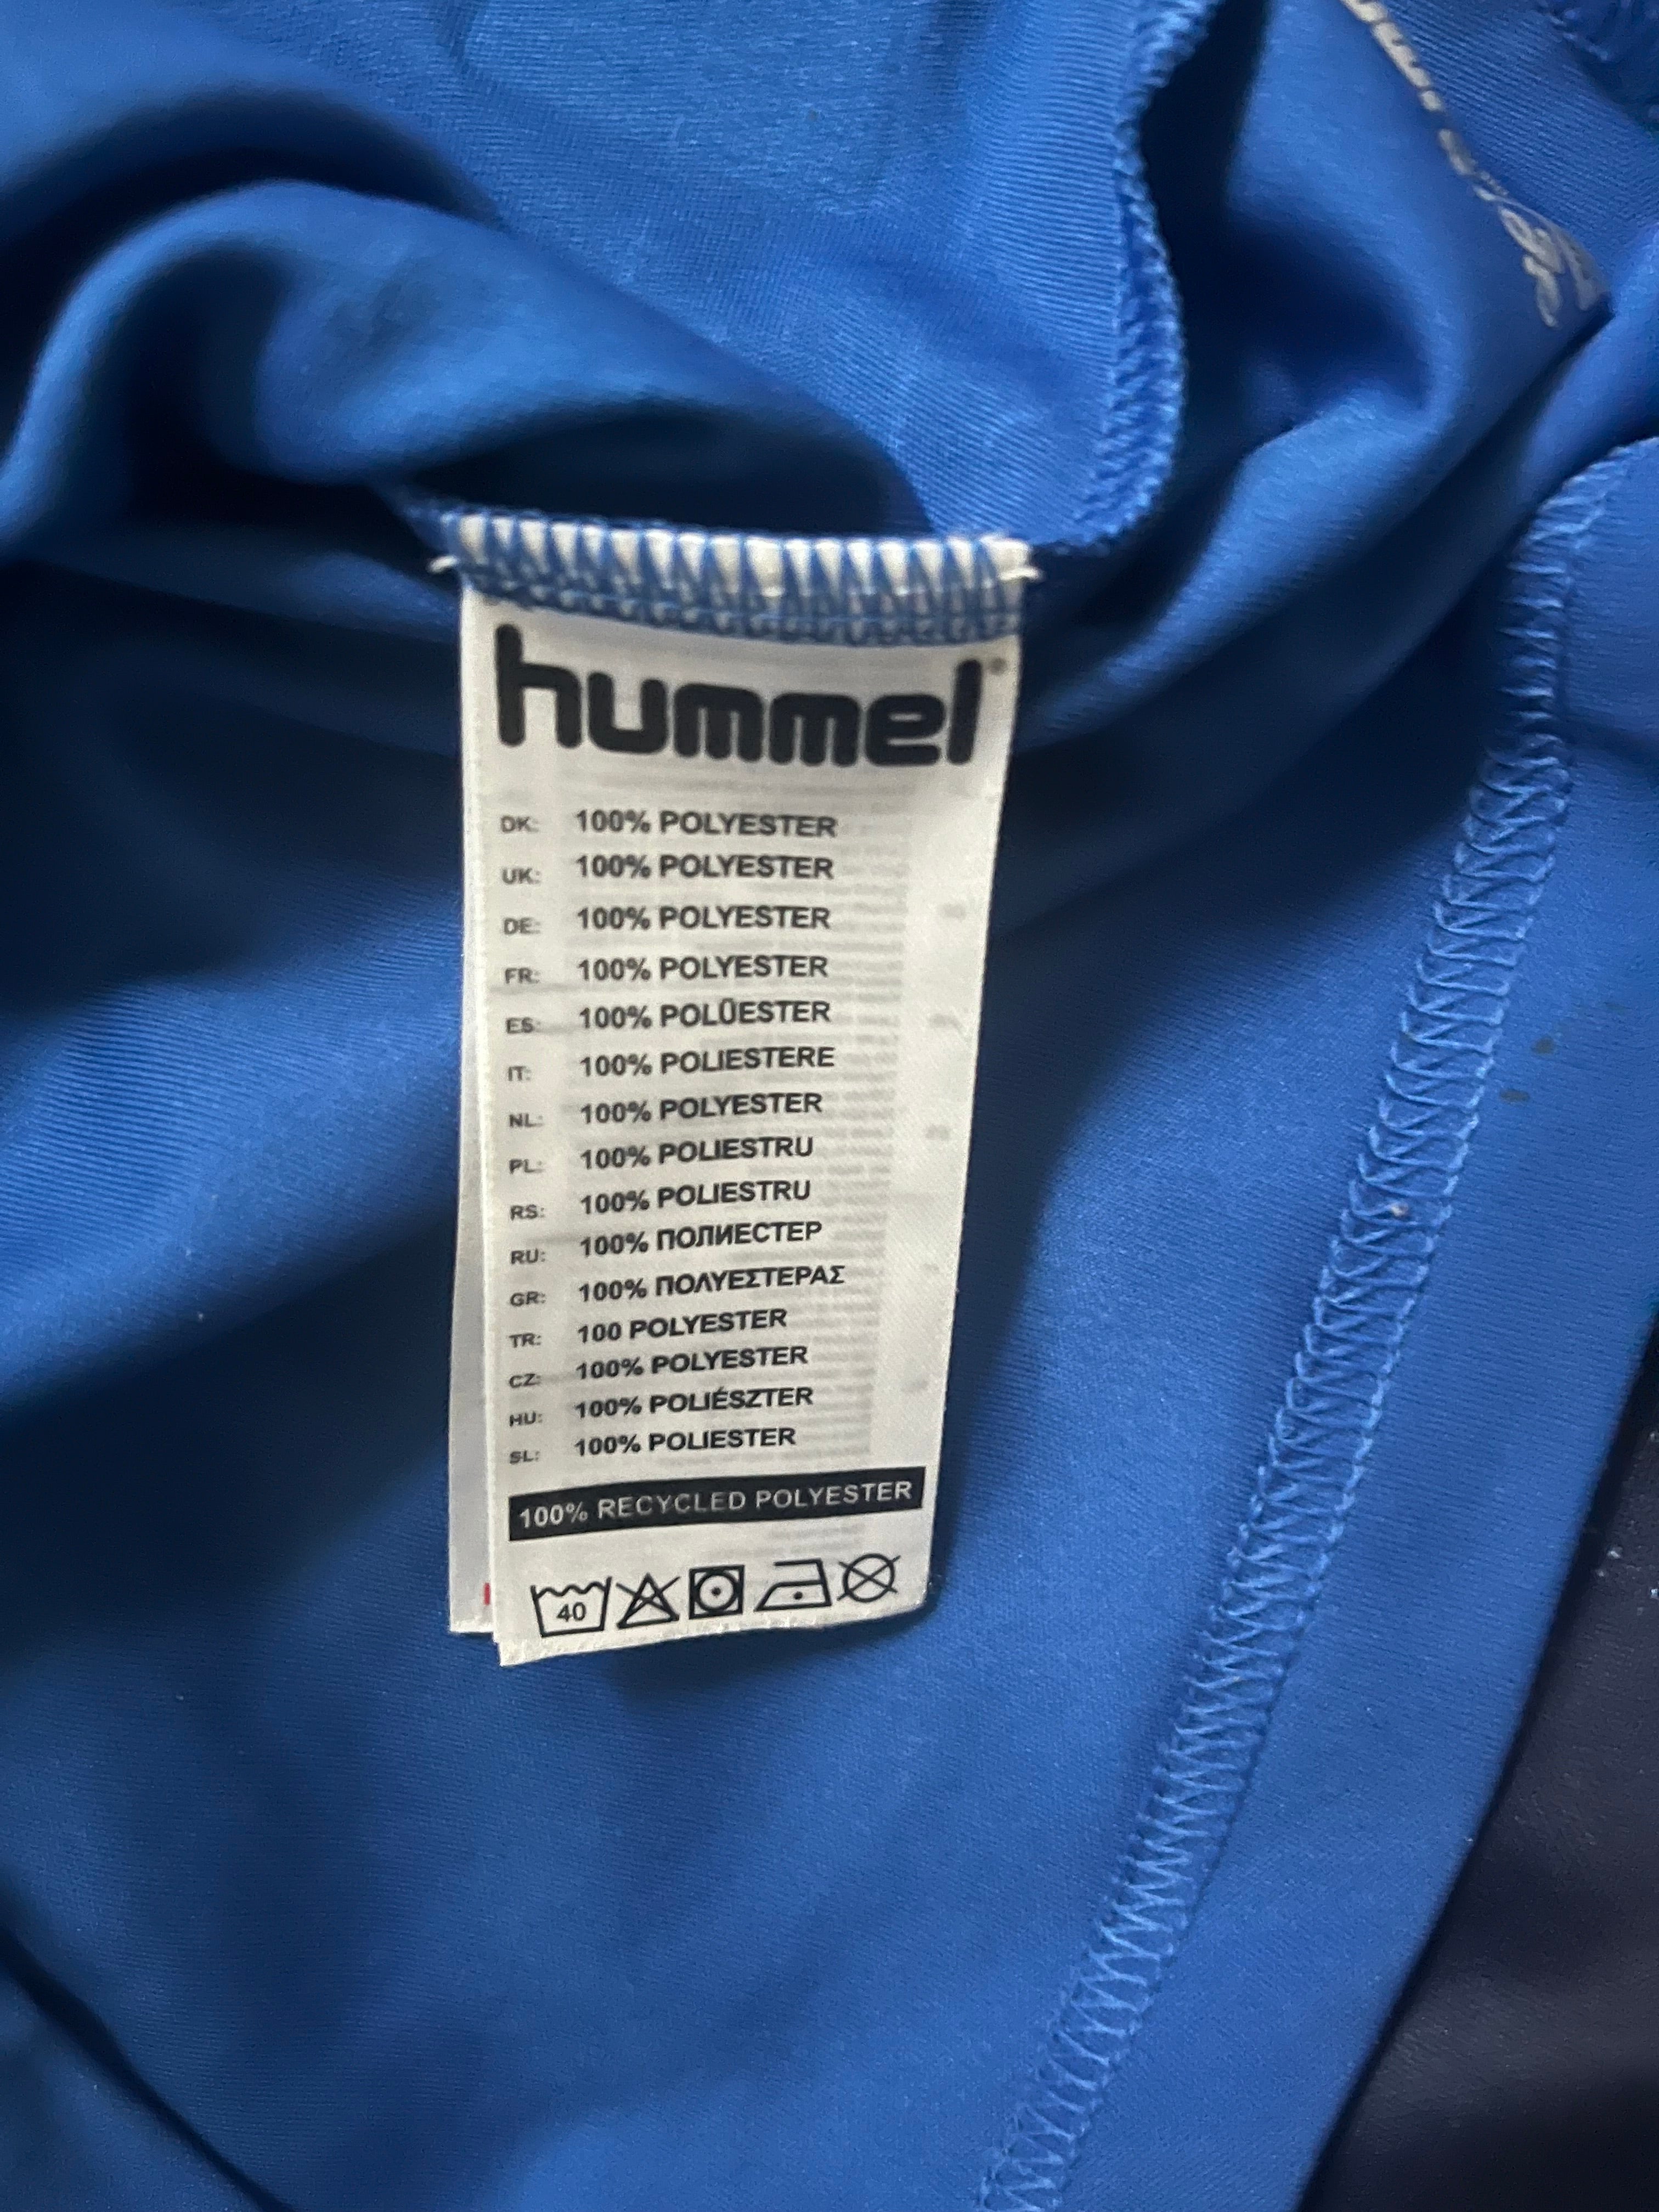 hummel®
DK: 100% POLYESTER
UK: 100% POLYESTER
DE: 100% POLYESTER
FR: 100% POLYESTER
ES: 100% POLŰESTER
IT: 100% POLIESTERE
NL: 100% POLYESTER
PL: 100% POLIESTRU
RS: 100% POLIESTRU
RU: 100% ПОЛИЕСТЕР
GR: 100% ΠΟΛΥΕΣΤΕΡΑΣ
TR: 100 POLYESTER
CZ: 100% POLYESTER
HU: 100% POLIÉSZTER
SL: 100% POLIESTER
100% RECYCLED POLYESTER
40